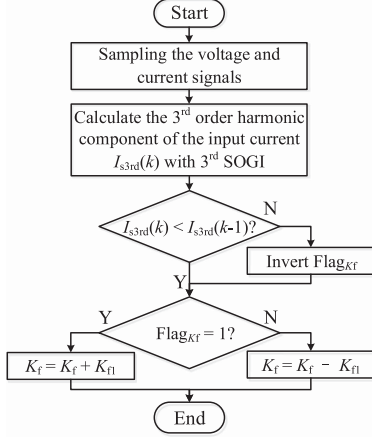 Start
Sampling the voltage and
current signals
Calculate the 3rd order harmonic
component of the input current
Is3rd(k) with 3rd SOGI
Is3rd(k) < Is3rd(k-1)?
N
Invert FlagKf
Y
Y
FlagKf = 1?
N
Kf = Kf + Kf1
Kf = Kf − Kf1
End